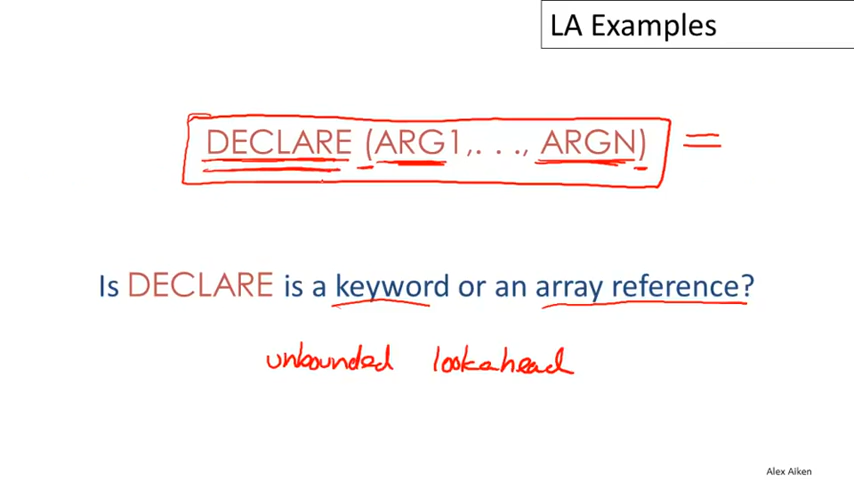 LA Examples
DECLARE (ARG1,. . ., ARGN) =
Is DECLARE is a keyword or an array reference?
unbounded lookahead
Alex Aiken